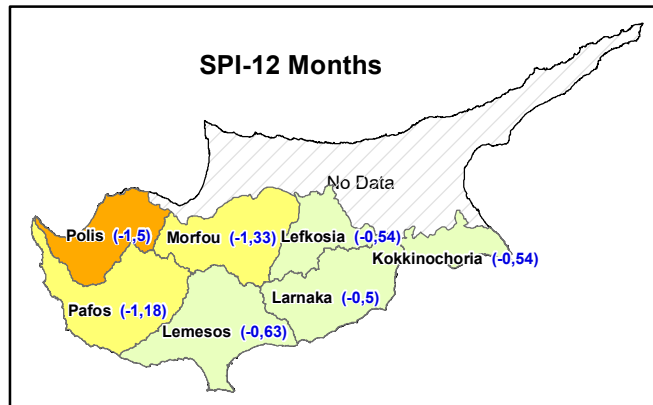 SPI-12 Months
No Data
Polis (-1,5)
Morfou (-1,33)
Lefkosia (-0,54)
Kokkinochoria (-0,54)
Pafos (-1,18)
Larnaka (-0,5)
Lemesos (-0,63)